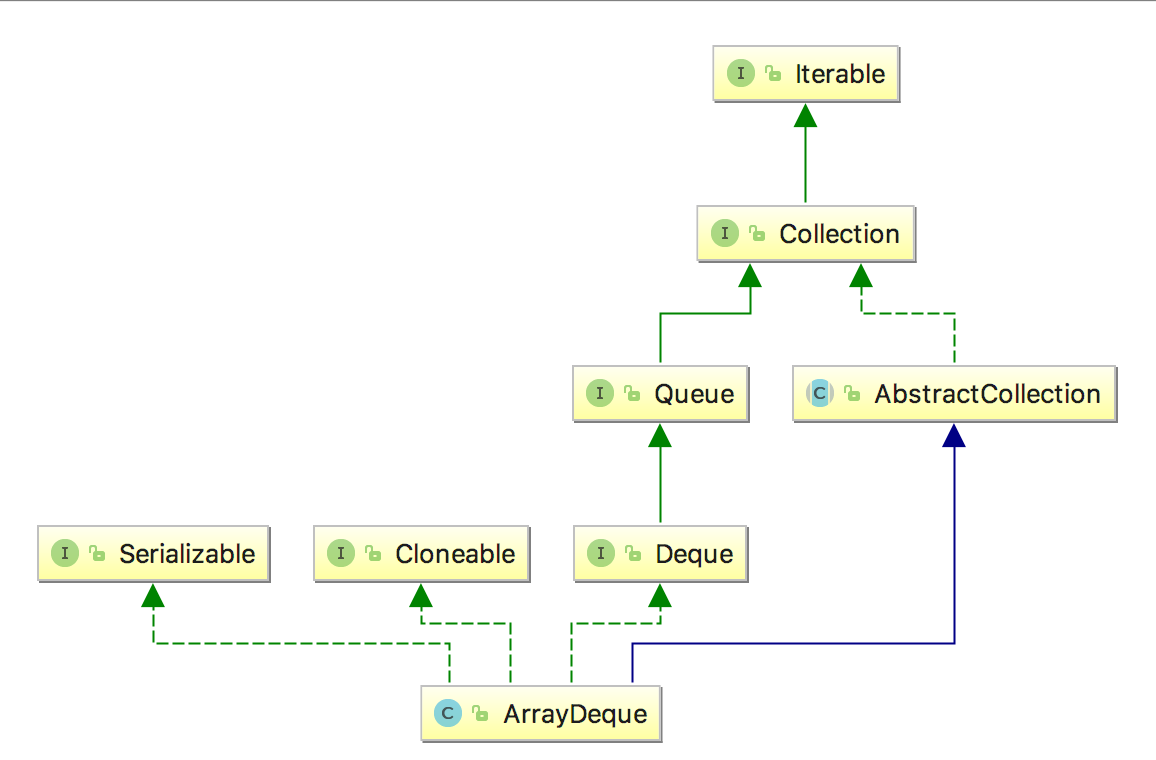 I Iterable
I Collection
I Queue
C AbstractCollection
I Serializable
I Cloneable
I Deque
C ArrayDeque